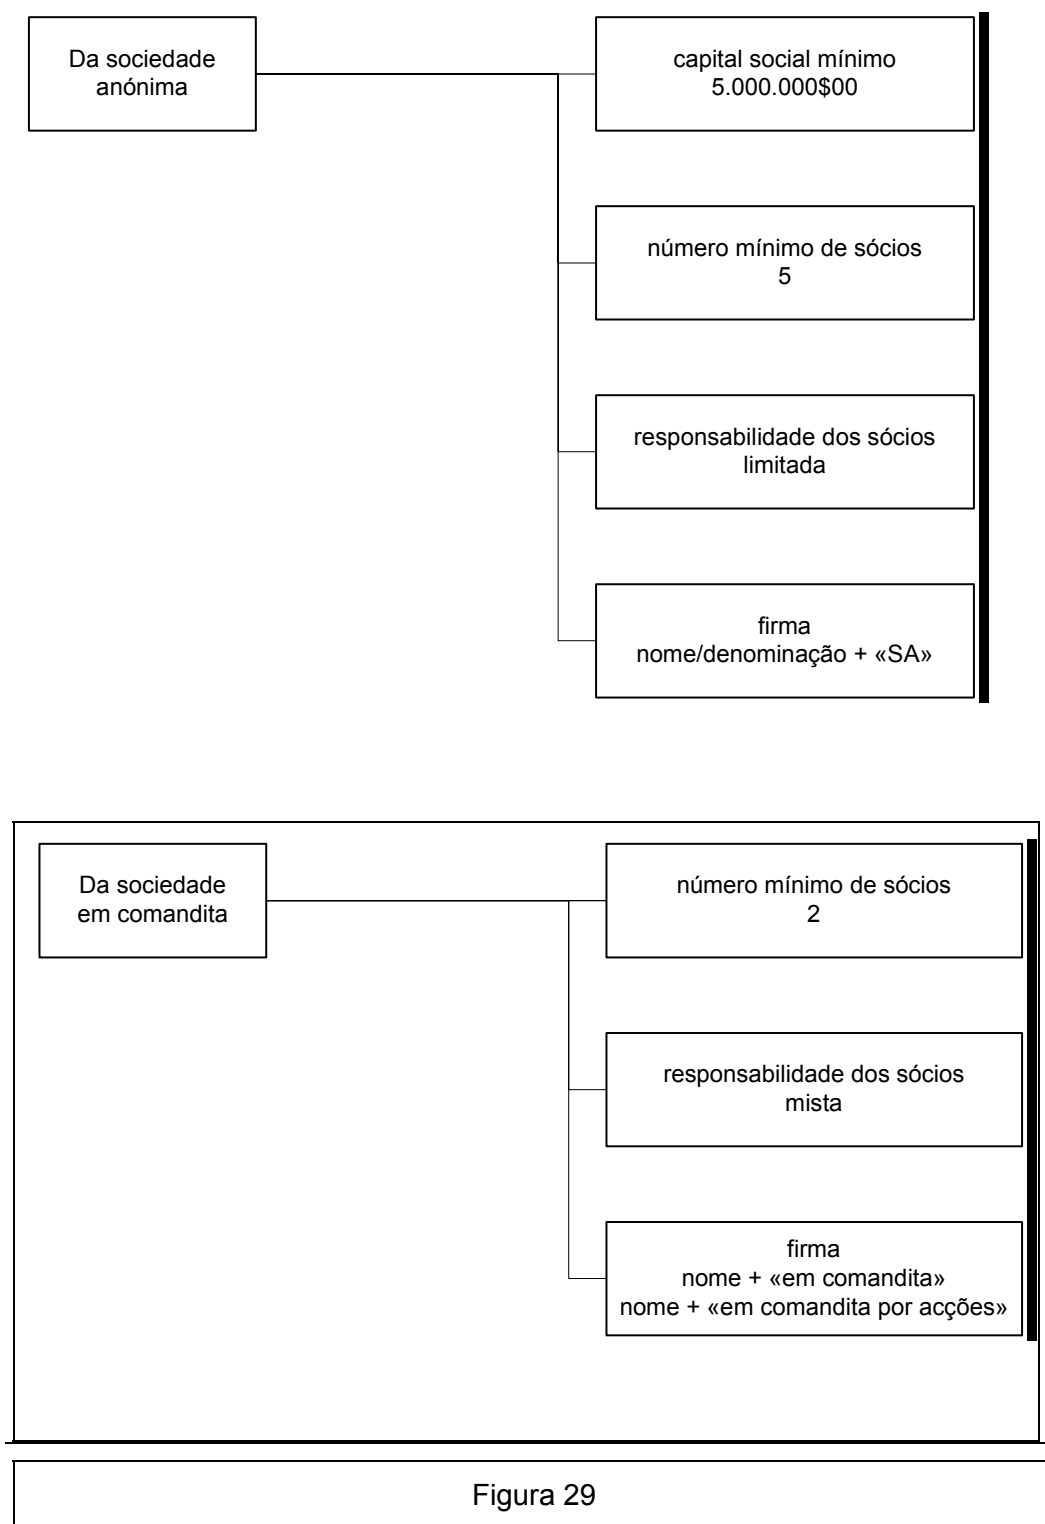 Da sociedade
anónima
capital social mínimo
5.000.000$00
número mínimo de sócios
5
responsabilidade dos sócios
limitada
firma
nome/denominação + «SA»
Da sociedade
em comandita
número mínimo de sócios
2
responsabilidade dos sócios
mista
firma
nome + «em comandita»
nome + «em comandita por acções»
Figura 29